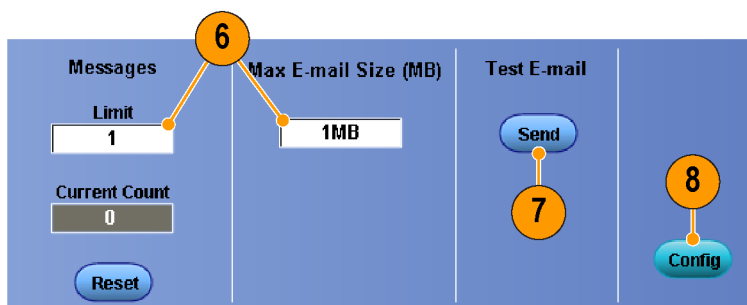 6
Messages
Max E-mail Size (MB)
Test E-mail
Limit
1
1MB
Send
Current Count
0
7
8
Config
Reset